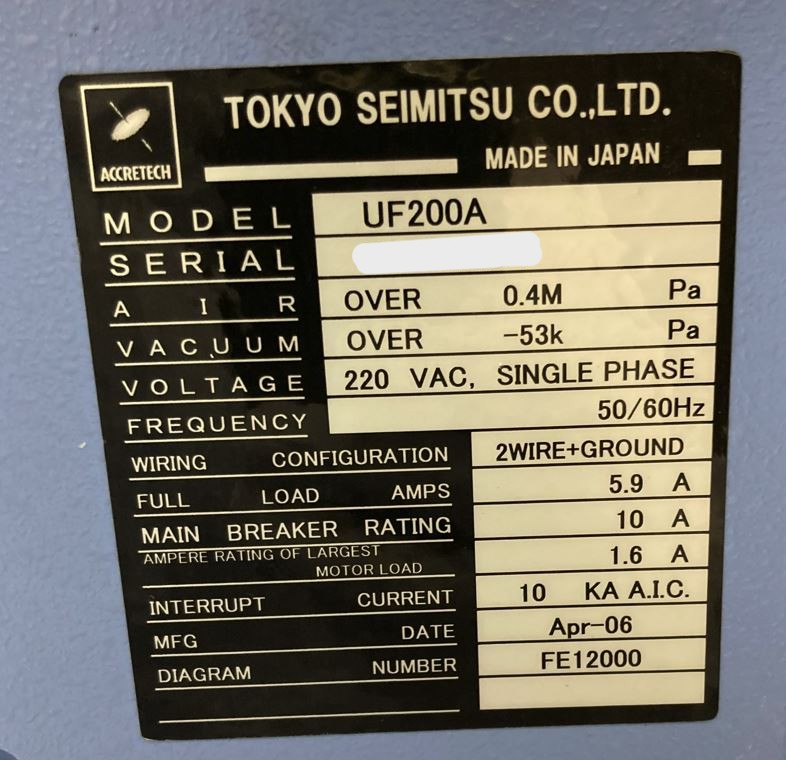 ACCRETECH
TOKYO SEIMITSU CO.,LTD.
MADE IN JAPAN
MODEL UF200A
SERIAL
AIR OVER 0.4M Pa
VACUUM OVER -53k Pa
VOLTAGE 220 VAC, SINGLE PHASE
FREQUENCY 50/60Hz
WIRING CONFIGURATION 2WIRE+GROUND
FULL LOAD AMPS 5.9 A
MAIN BREAKER RATING 10 A
AMPERE RATING OF LARGEST
MOTOR LOAD 1.6 A
INTERRUPT CURRENT 10 KA A.I.C.
MFG DATE Apr-06
DIAGRAM NUMBER FE12000